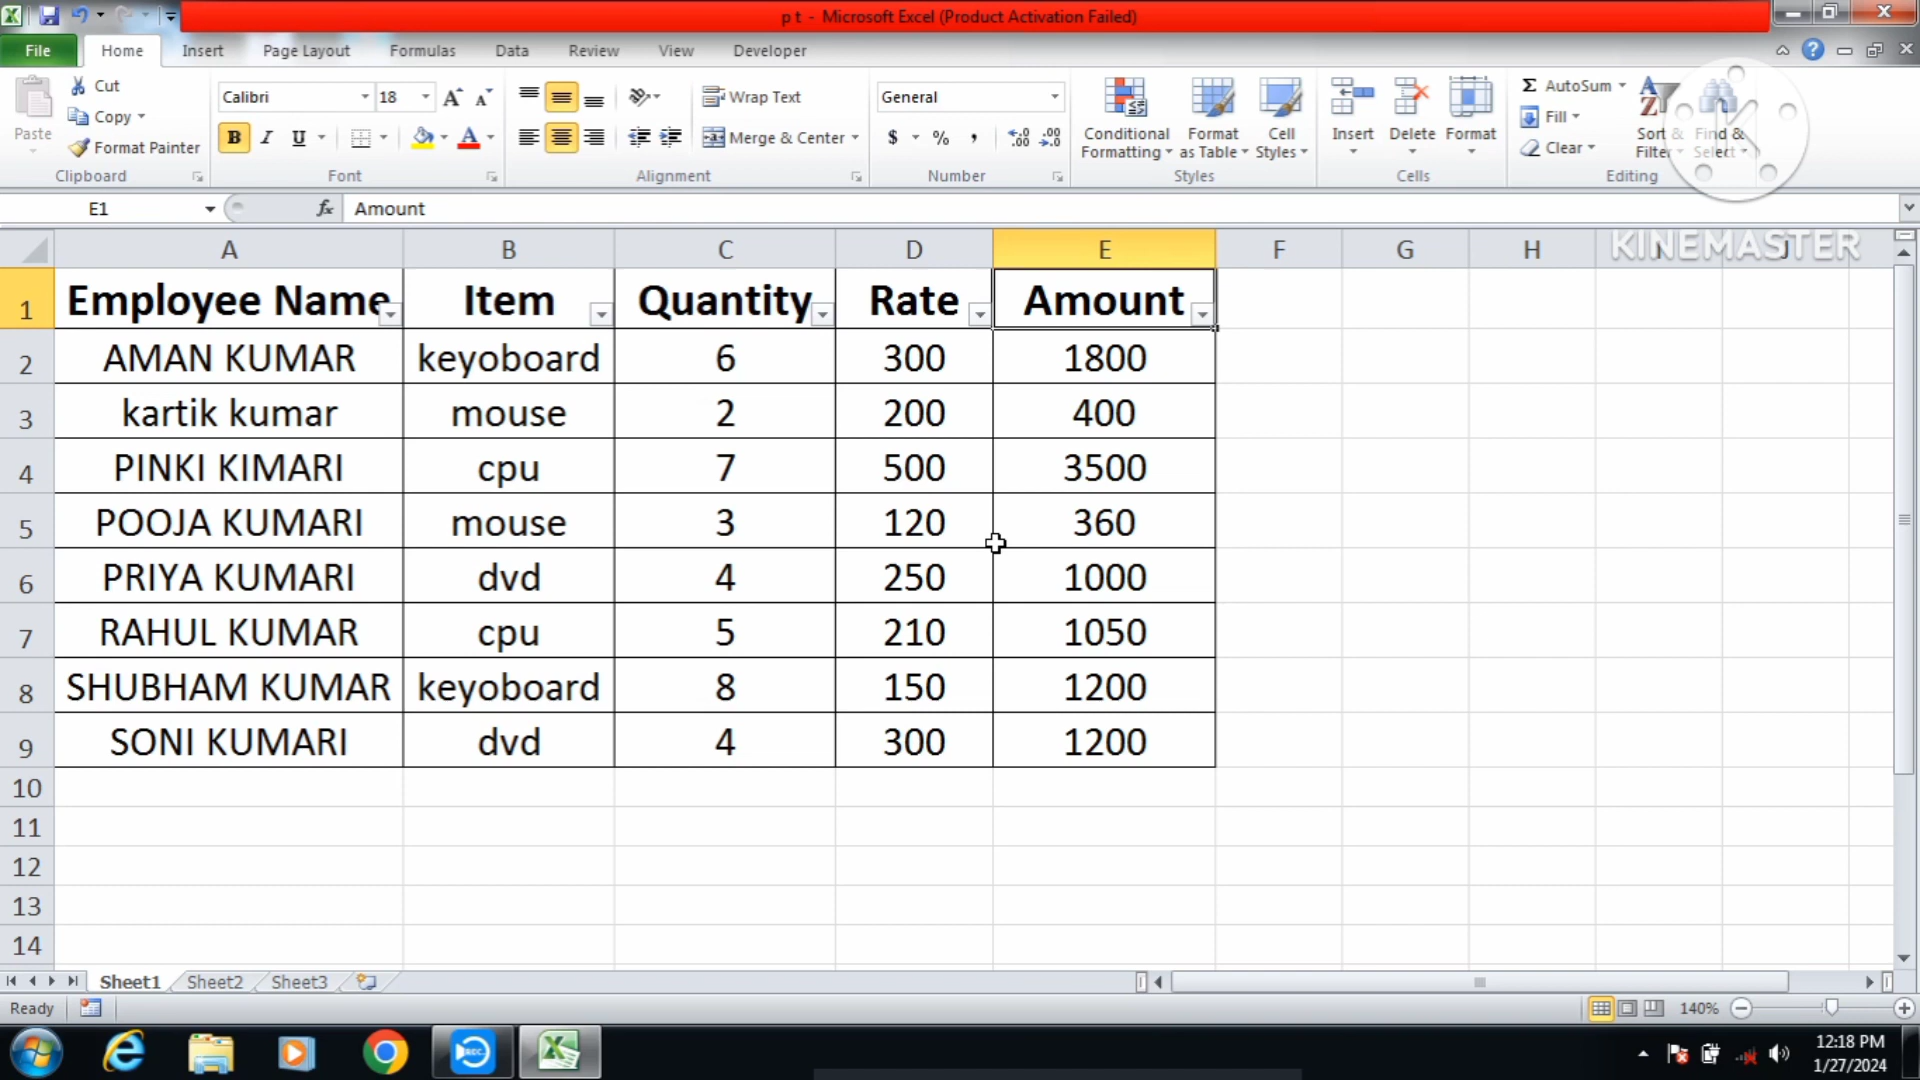 p t - Microsoft Excel (Product Activation Failed)
File Home Insert Page Layout Formulas Data Review View Developer
Paste
Cut
Copy
Format Painter
Clipboard
Calibri 18
B I U
Font
Wrap Text
Merge & Center
Alignment
General
$ % ,
Number
Conditional Formatting
Format as Table
Cell Styles
Styles
Insert Delete Format
Cells
AutoSum
Fill
Clear
Sort & Filter
Find & Select
Editing
E1 fx Amount
KINEMASTER
A B C D E F G H I J
1 Employee Name Item Quantity Rate Amount
2 AMAN KUMAR keyoboard 6 300 1800
3 kartik kumar mouse 2 200 400
4 PINKI KIMARI cpu 7 500 3500
5 POOJA KUMARI mouse 3 120 360
6 PRIYA KUMARI dvd 4 250 1000
7 RAHUL KUMAR cpu 5 210 1050
8 SHUBHAM KUMAR keyoboard 8 150 1200
9 SONI KUMARI dvd 4 300 1200
10
11
12
13
14
Sheet1 Sheet2 Sheet3
Ready 140%
REC
12:18 PM
1/27/2024